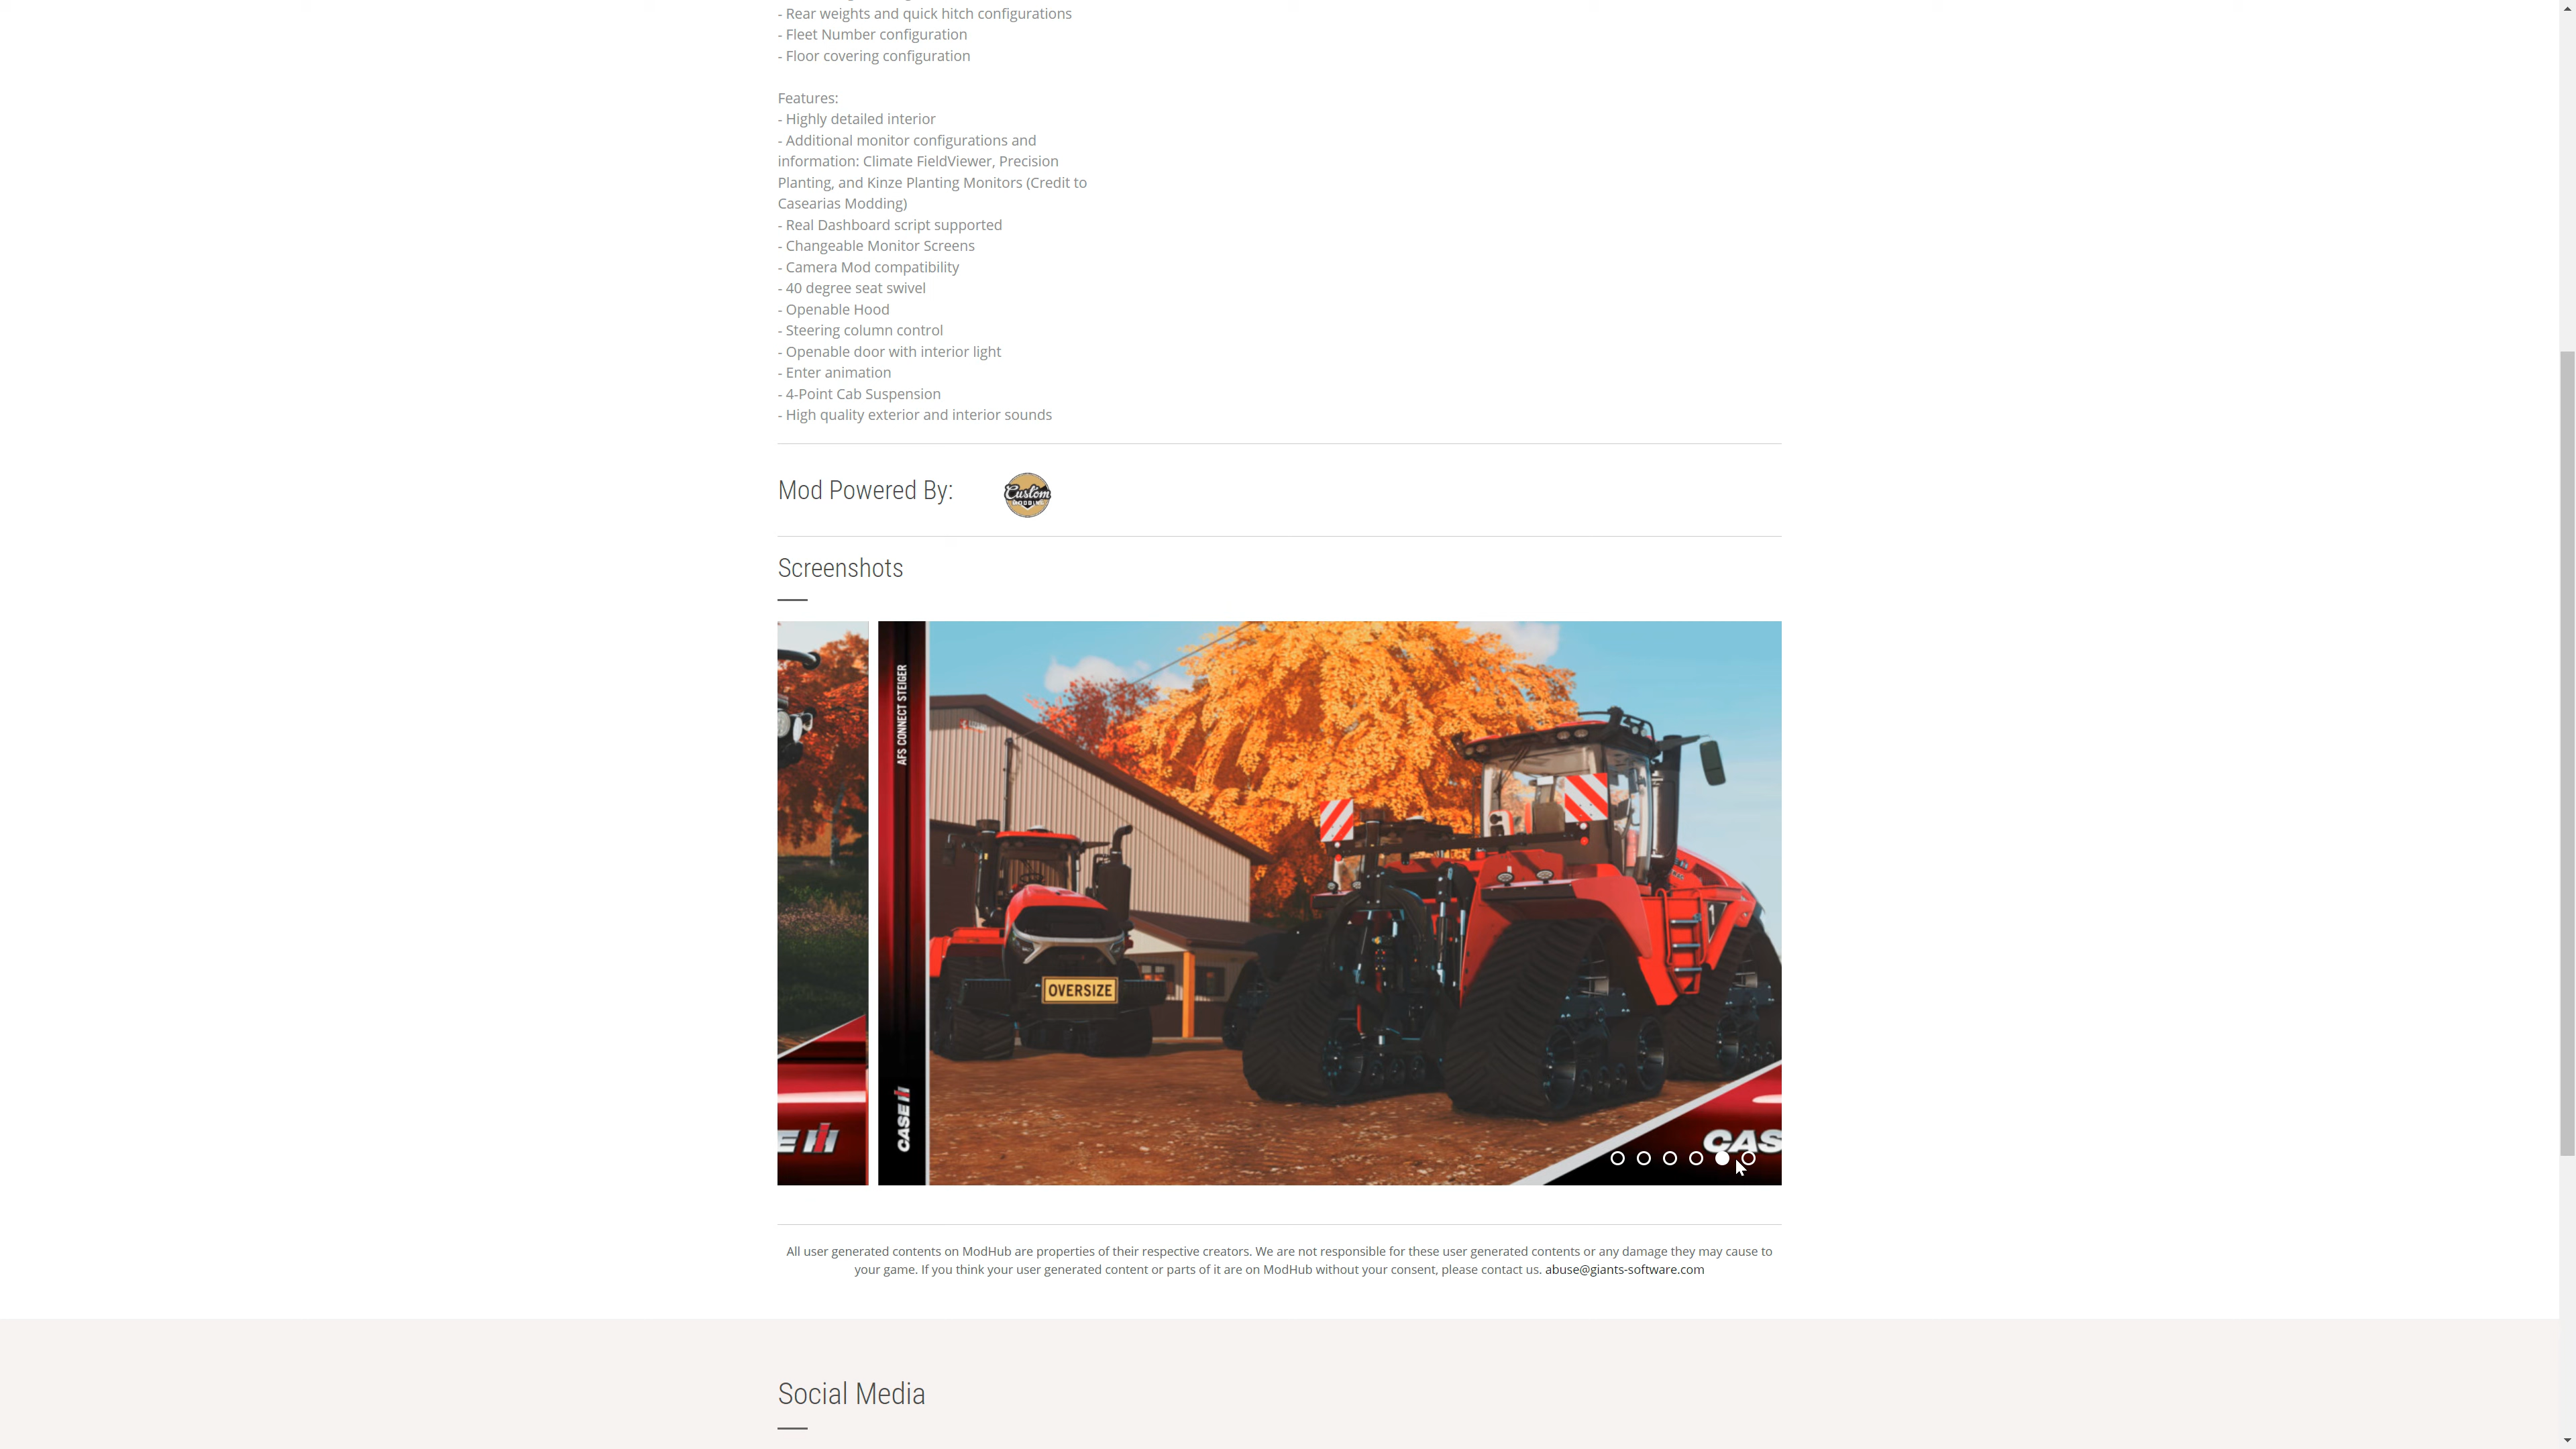 - Rear weights and quick hitch configurations
- Fleet Number configuration
- Floor covering configuration
Features:
- Highly detailed interior
- Additional monitor configurations and
information: Climate FieldViewer, Precision
Planting, and Kinze Planting Monitors (Credit to
Casearias Modding)
- Real Dashboard script supported
- Changeable Monitor Screens
- Camera Mod compatibility
- 40 degree seat swivel
- Openable Hood
- Steering column control
- Openable door with interior light
- Enter animation
- 4-Point Cab Suspension
- High quality exterior and interior sounds
Mod Powered By:
Custom
MODDING
Screenshots
AFS CONNECT STEIGER
OVERSIZE
1
CASE IH
E IH
CAS
All user generated contents on ModHub are properties of their respective creators. We are not responsible for these user generated contents or any damage they may cause to
your game. If you think your user generated content or parts of it are on ModHub without your consent, please contact us. abuse@giants-software.com
Social Media